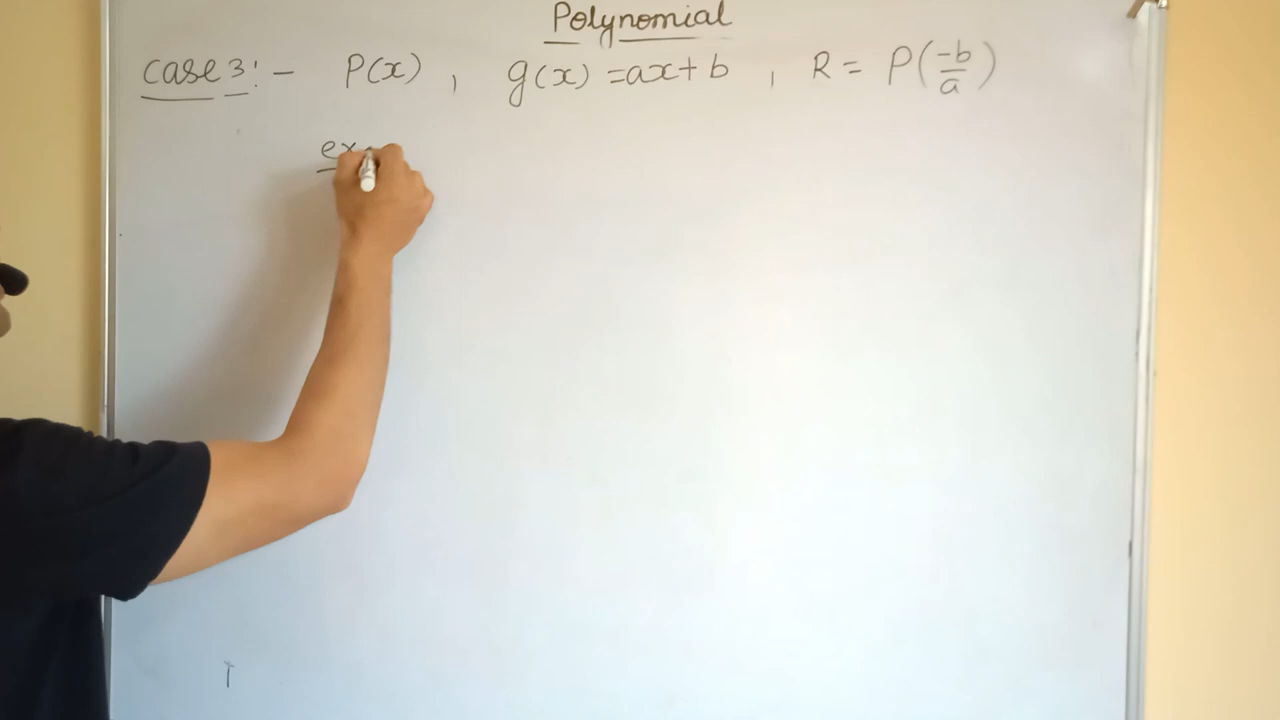 Polynomial
case 3:- P(x) , g(x) = ax + b , R = P(-b/a)
ex